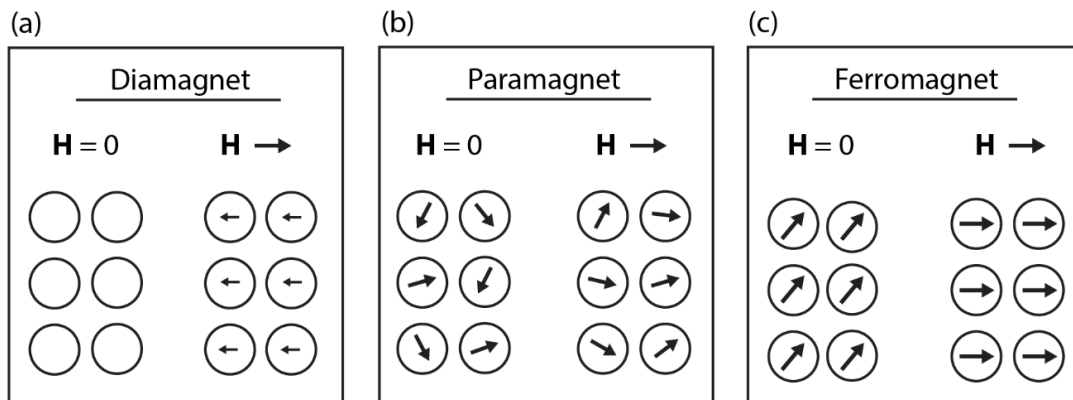 (a)
Diamagnet
H = 0 H
(b)
Paramagnet
H = 0 H
(c)
Ferromagnet
H = 0 H